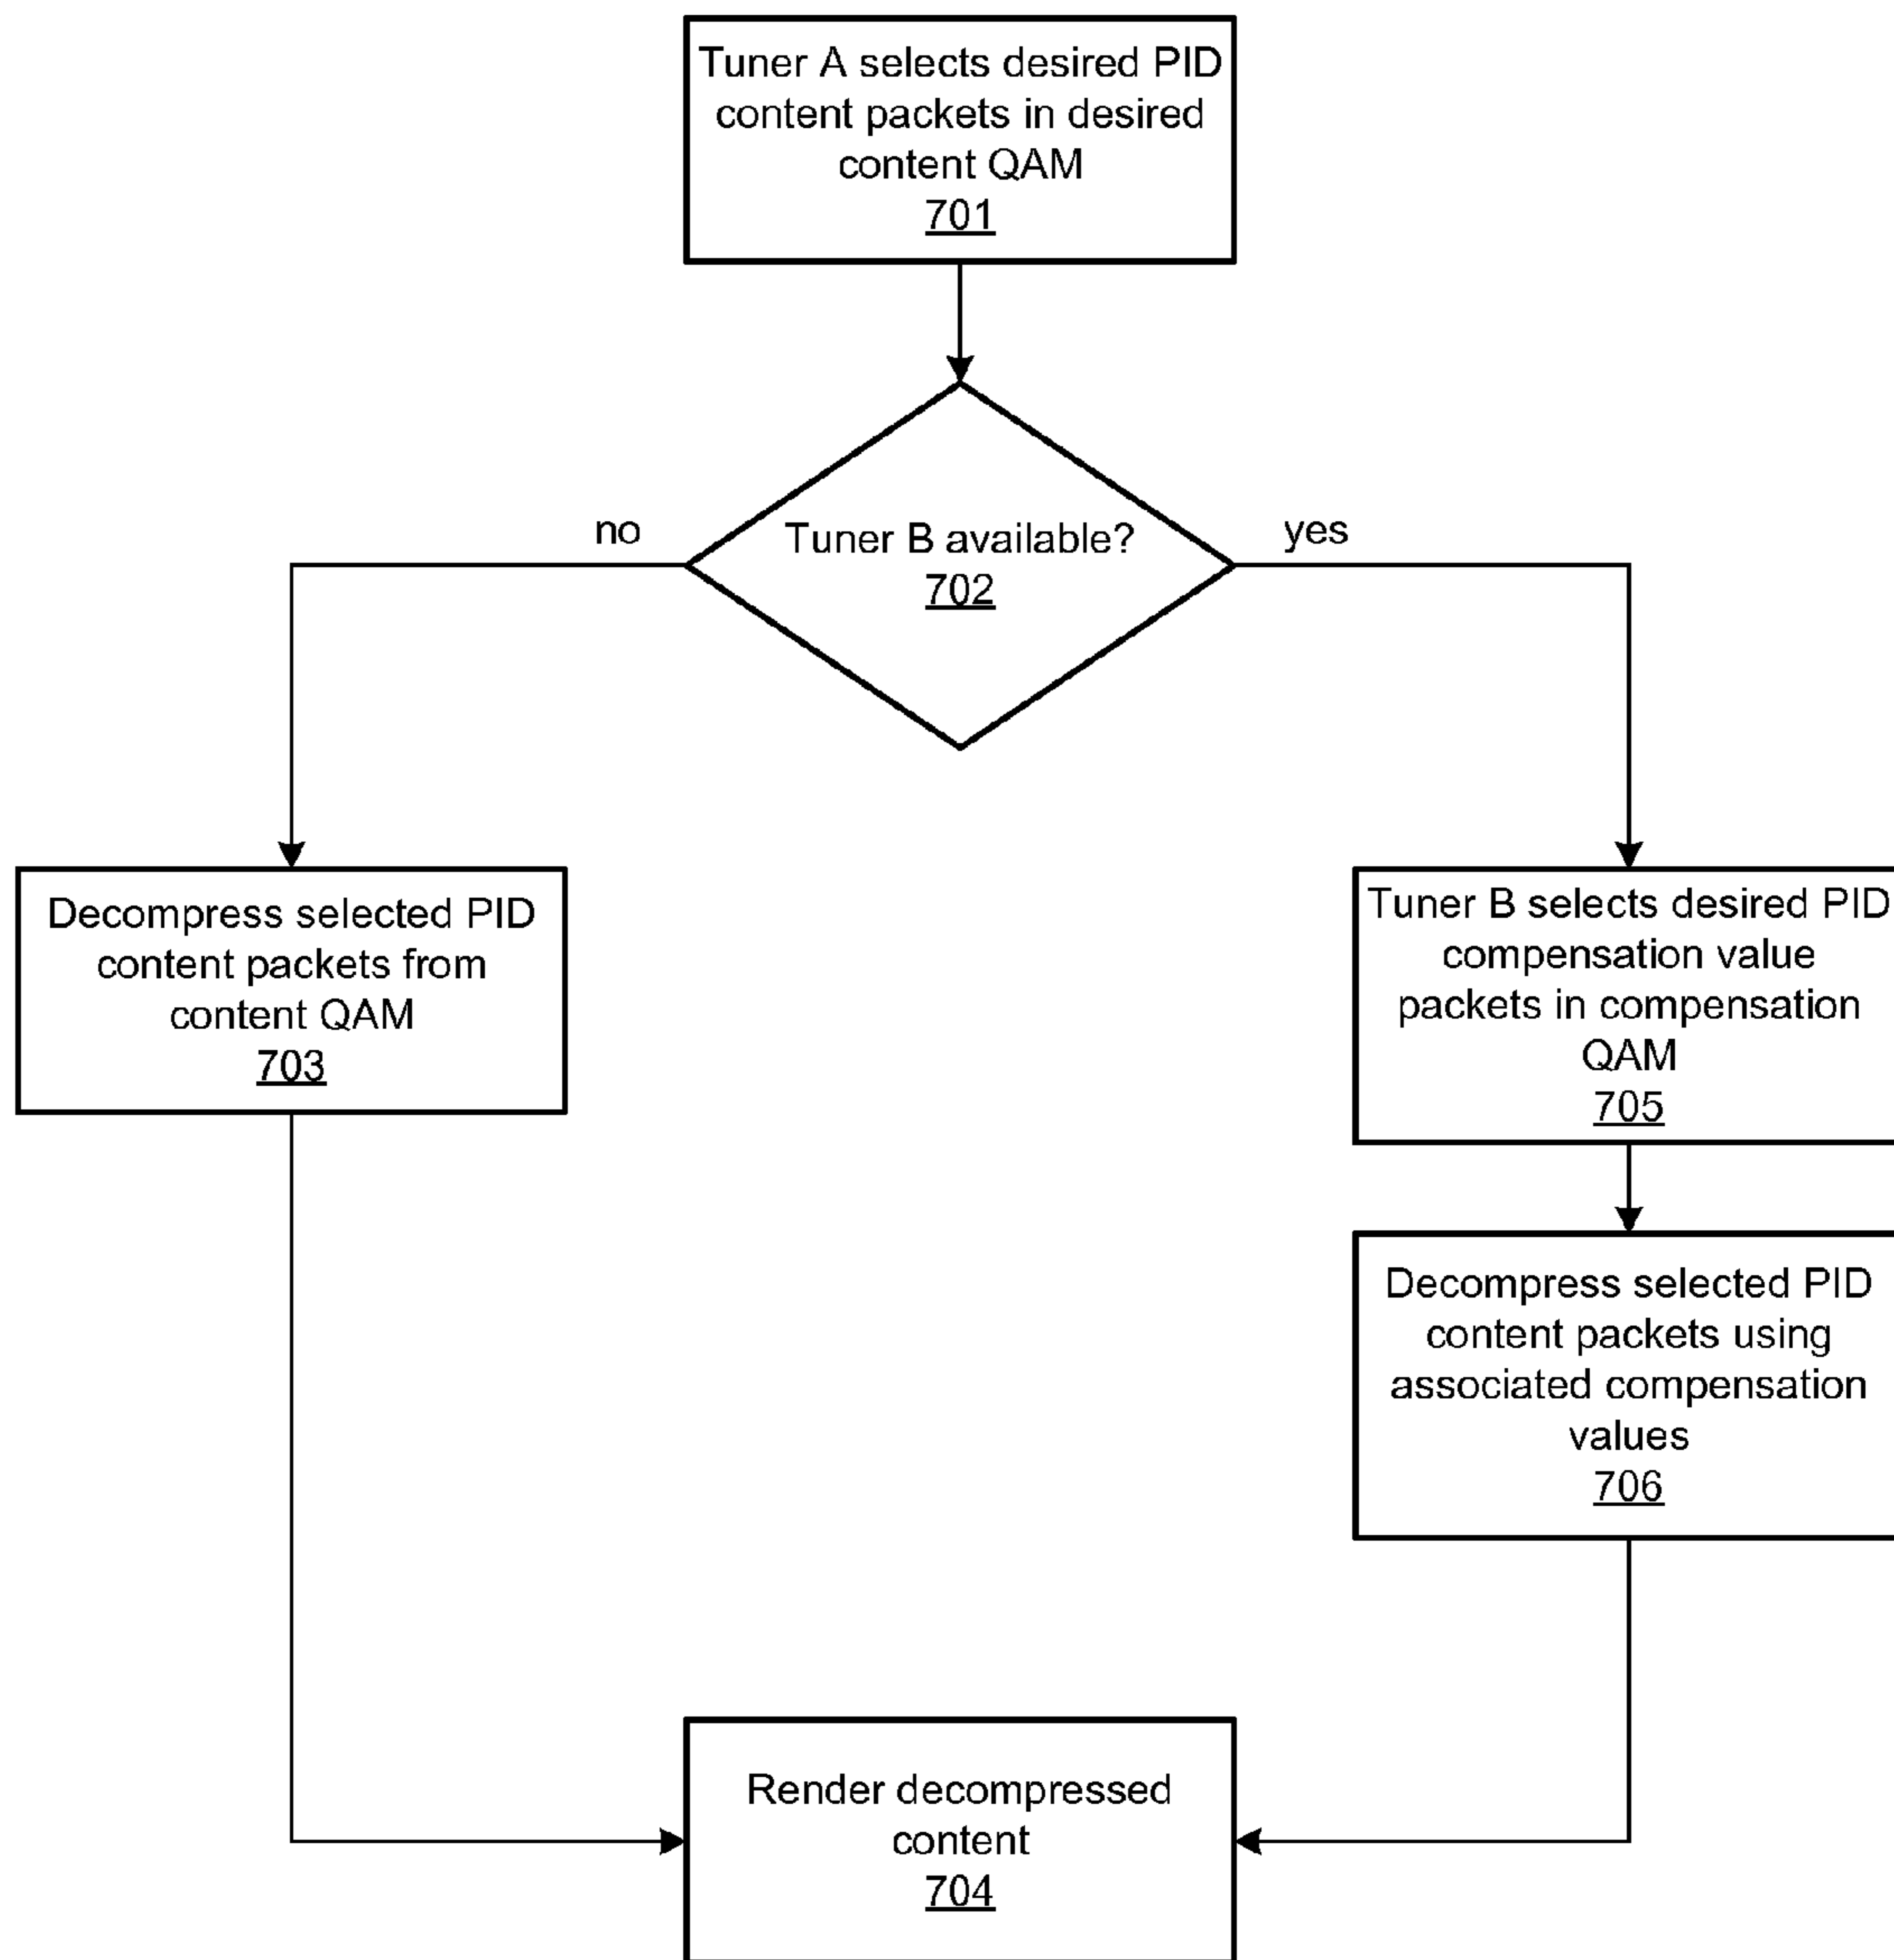 Tuner A selects desired PID
content packets in desired
content QAM
701
no
Tuner B available?
702
yes
Decompress selected PID
content packets from
content QAM
703
Tuner B selects desired PID
compensation value
packets in compensation
QAM
705
Decompress selected PID
content packets using
associated compensation
values
706
Render decompressed
content
704